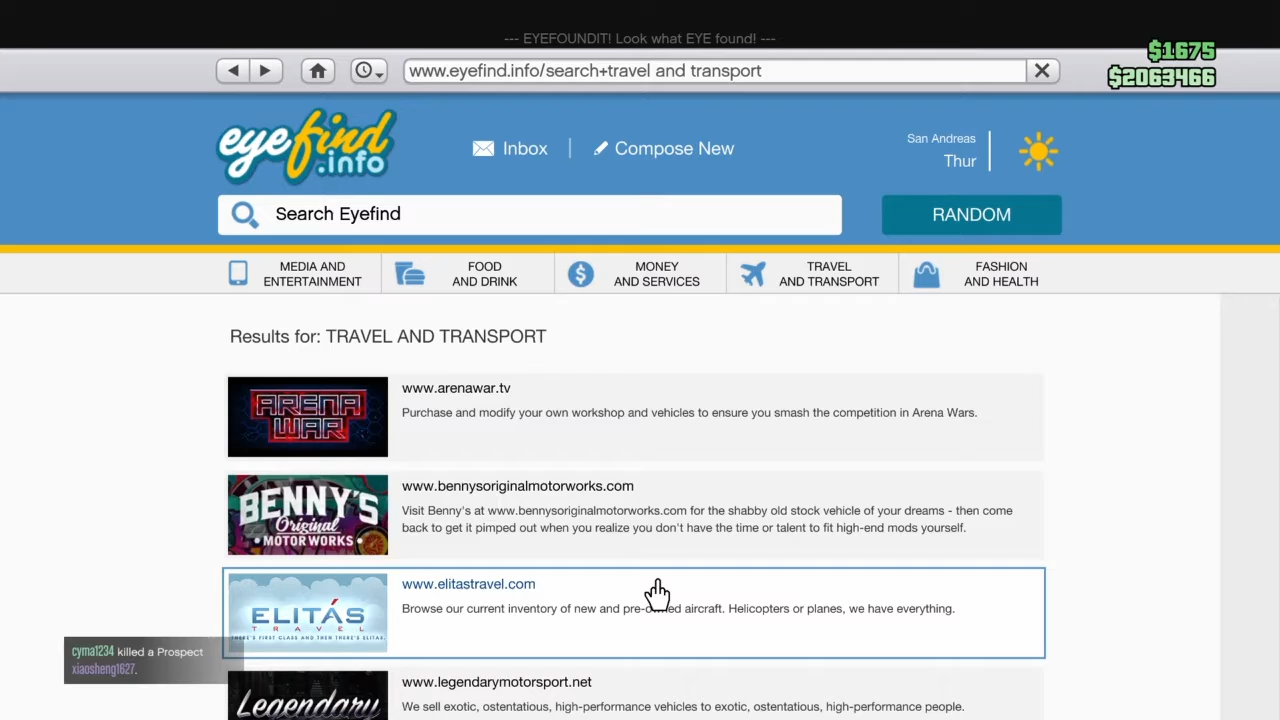 --- EYEFOUNDIT! Look what EYE found! ---
$1675
www.eyefind.info/search+travel and transport
$2063466
eyefind
.info
Inbox
Compose New
San Andreas
Thur
Search Eyefind
RANDOM
MEDIA AND
ENTERTAINMENT
FOOD
AND DRINK
MONEY
AND SERVICES
TRAVEL
AND TRANSPORT
FASHION
AND HEALTH
Results for: TRAVEL AND TRANSPORT
ARENA
WAR
www.arenawar.tv
Purchase and modify your own workshop and vehicles to ensure you smash the competition in Arena Wars.
BENNY'S
Original
MOTOR WORKS
www.bennysoriginalmotorworks.com
Visit Benny's at www.bennysoriginalmotorworks.com for the shabby old stock vehicle of your dreams - then come
back to get it pimped out when you realize you don't have the time or talent to fit high-end mods yourself.
ELITÁS
TRAVEL
THERE'S FIRST CLASS AND THEN THERE'S ELITAS.
www.elitastravel.com
Browse our current inventory of new and aircraft. Helicopters or planes, we have everything.
cyma1234 killed a Prospect
xiaosheng1627.
Legendary
www.legendarymotorsport.net
We sell exotic, ostentatious, high-performance vehicles to exotic, ostentatious, high-performance people.